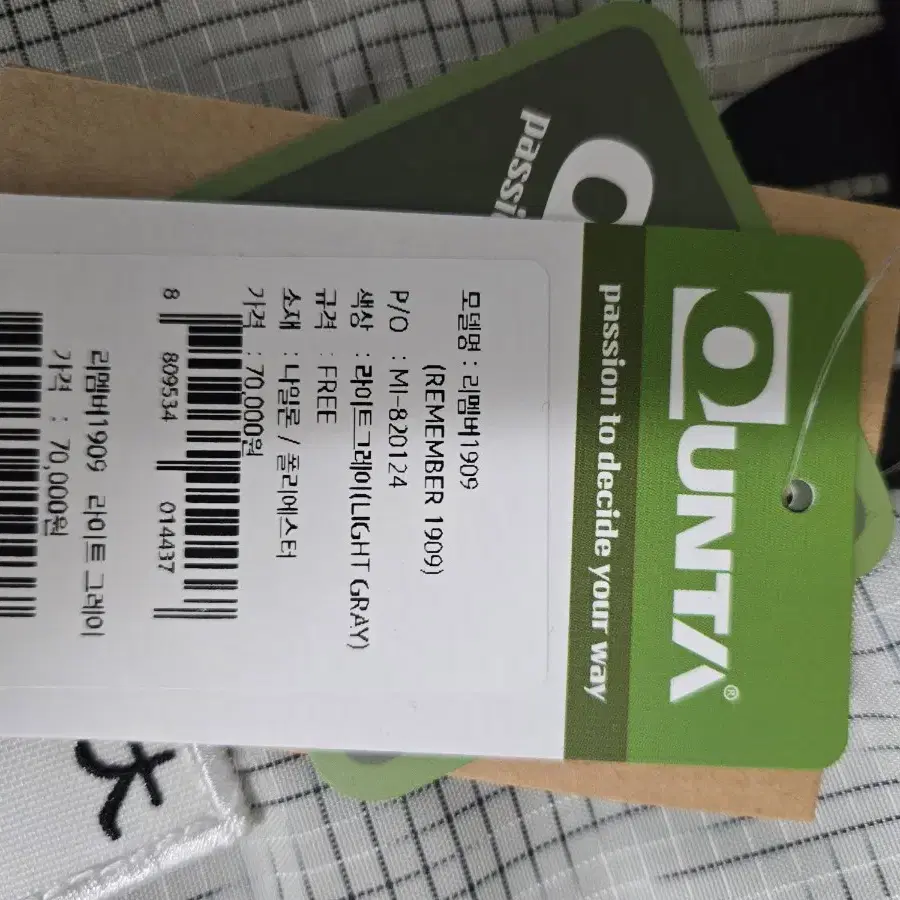 QUNTA®
passion to decide your way
passi
모델명 : 리멤버1909
(REMEMBER 1909)
P/O : MI-820124
색상 : 라이트그레이(LIGHT GRAY)
규격 : FREE
소재 : 나일론 / 폴리에스터
가격 : 70,000원
8 809534 014437
리멤버1909 라이트 그레이
가격 : 70,000원